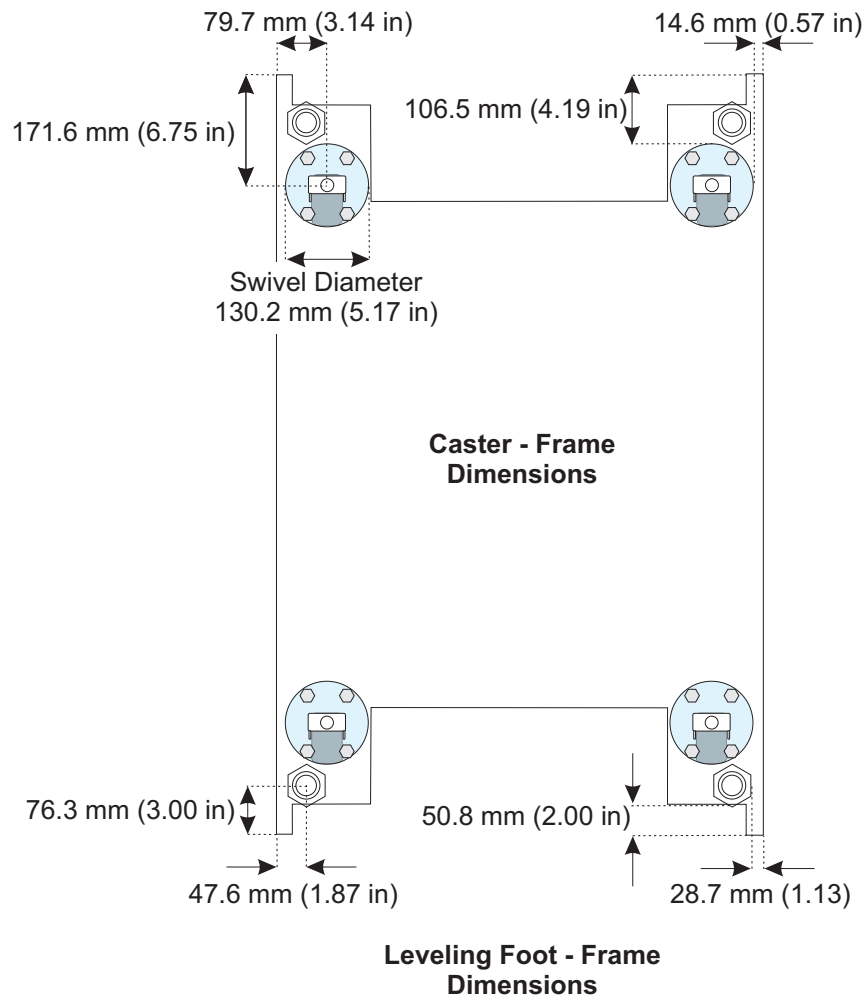 79.7 mm (3.14 in)
14.6 mm (0.57 in)
106.5 mm (4.19 in)
171.6 mm (6.75 in)
Swivel Diameter
130.2 mm (5.17 in)
Caster - Frame
Dimensions
76.3 mm (3.00 in)
50.8 mm (2.00 in)
47.6 mm (1.87 in)
28.7 mm (1.13)
Leveling Foot - Frame
Dimensions